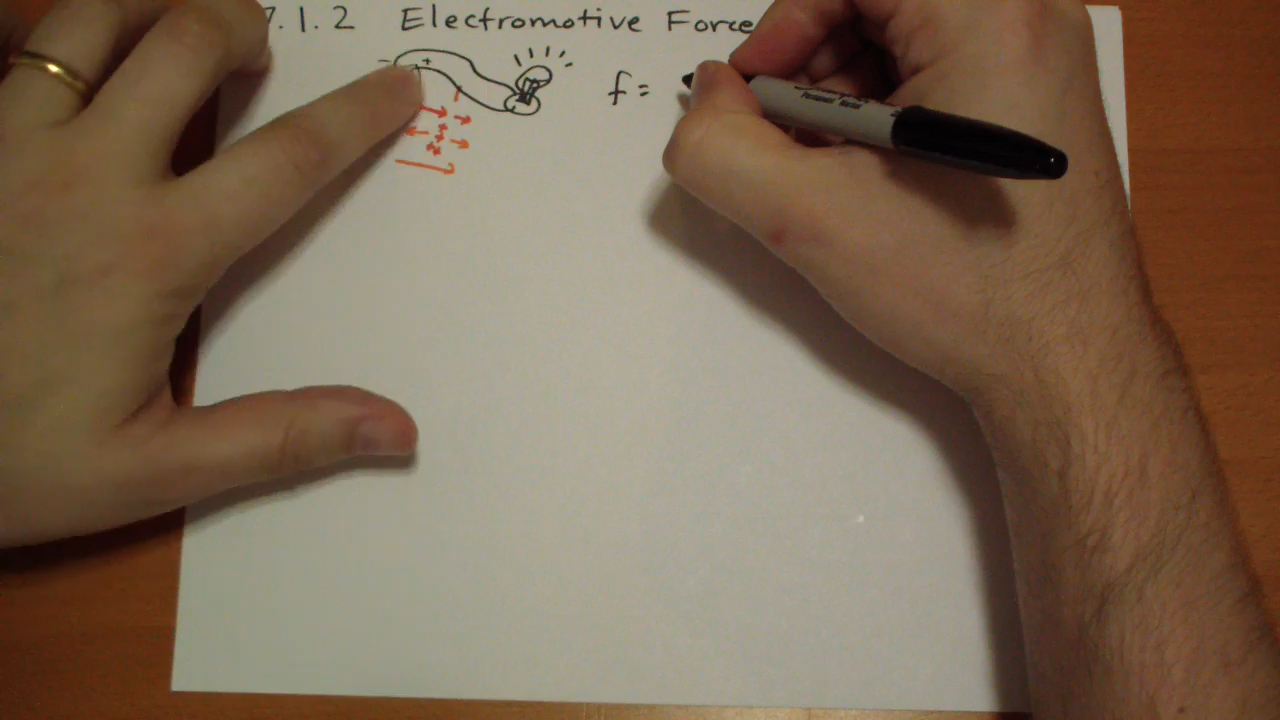 7.1.2 Electromotive Force
- +
f =